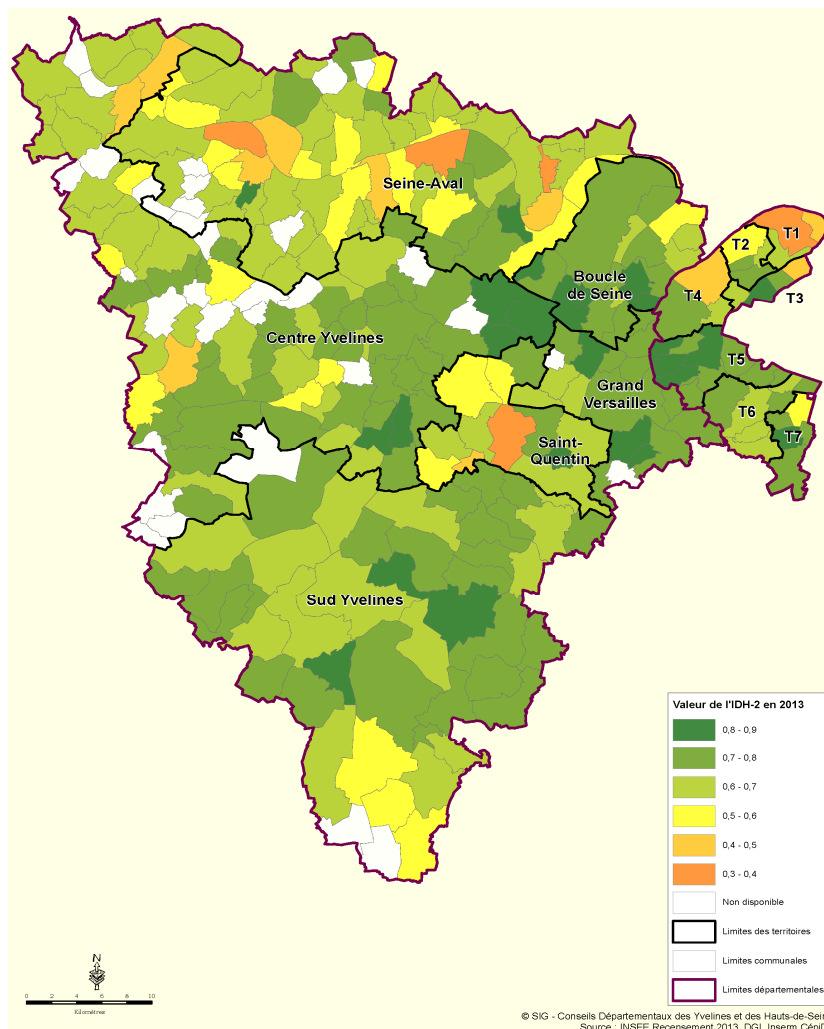 Seine-Aval
T1
T2
Boucle
de Seine
T4
T3
Centre Yvelines
T5
Grand
Versailles
T6
Saint-
Quentin
T7
Sud Yvelines
Valeur de l'IDH-2 en 2013
0,8 - 0,9
0,7 - 0,8
0,6 - 0,7
0,5 - 0,6
0,4 - 0,5
0,3 - 0,4
Non disponible
Limites des territoires
Limites communales
Limites départementales
N
0 2 4 6 8 10
Kilomètres
© SIG - Conseils Départementaux des Yvelines et des Hauts-de-Sein
Source : INSEE Recensement 2013, DGI, Inserm CépiD